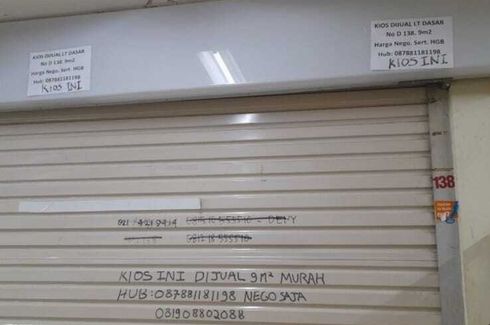 KIOS DIJUAL LT DASAR
No D 138. 9m2
Harga Nego. Sert. HGB
Hub: 087881181198
KIOS INI
KIOS DIJUAL LT DASAR
No D 138. 9m2
Harga Nego. Sert. HGB
Hub: 087881181198
KIOS INI
138
DEVY
KIOS INI DIJUAL 9m² MURAH
HUB: 087881181198 NEGO SAJA
081908802088